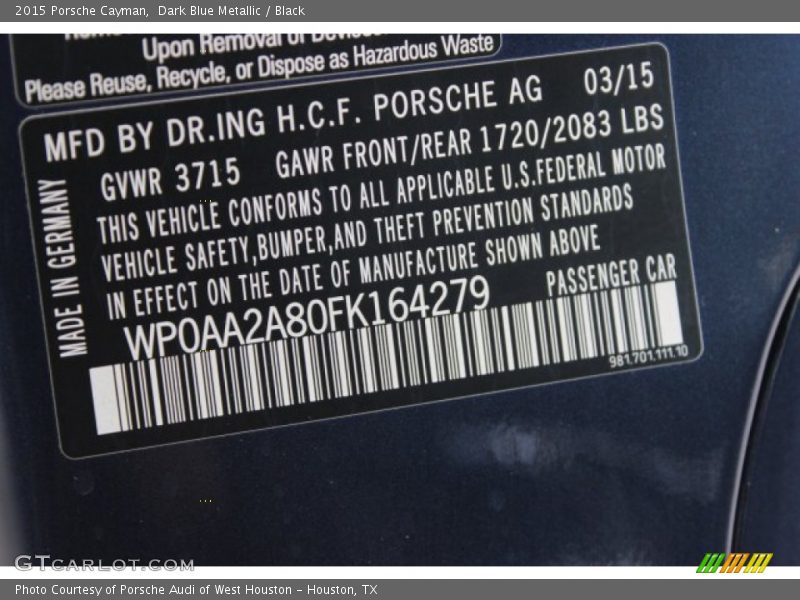 2015 Porsche Cayman, Dark Blue Metallic / Black
Upon Removal or
Please Reuse, Recycle, or Dispose as Hazardous Waste
MFD BY DR.ING H.C.F. PORSCHE AG 03/15
GVWR 3715 GAWR FRONT/REAR 1720/2083 LBS
THIS VEHICLE CONFORMS TO ALL APPLICABLE U.S.FEDERAL MOTOR
VEHICLE SAFETY,BUMPER,AND THEFT PREVENTION STANDARDS
IN EFFECT ON THE DATE OF MANUFACTURE SHOWN ABOVE
WP0AA2A80FK164279 PASSENGER CAR
MADE IN GERMANY
981.701.111.10
GTCARLOT.COM
Photo Courtesy of Porsche Audi of West Houston - Houston, TX